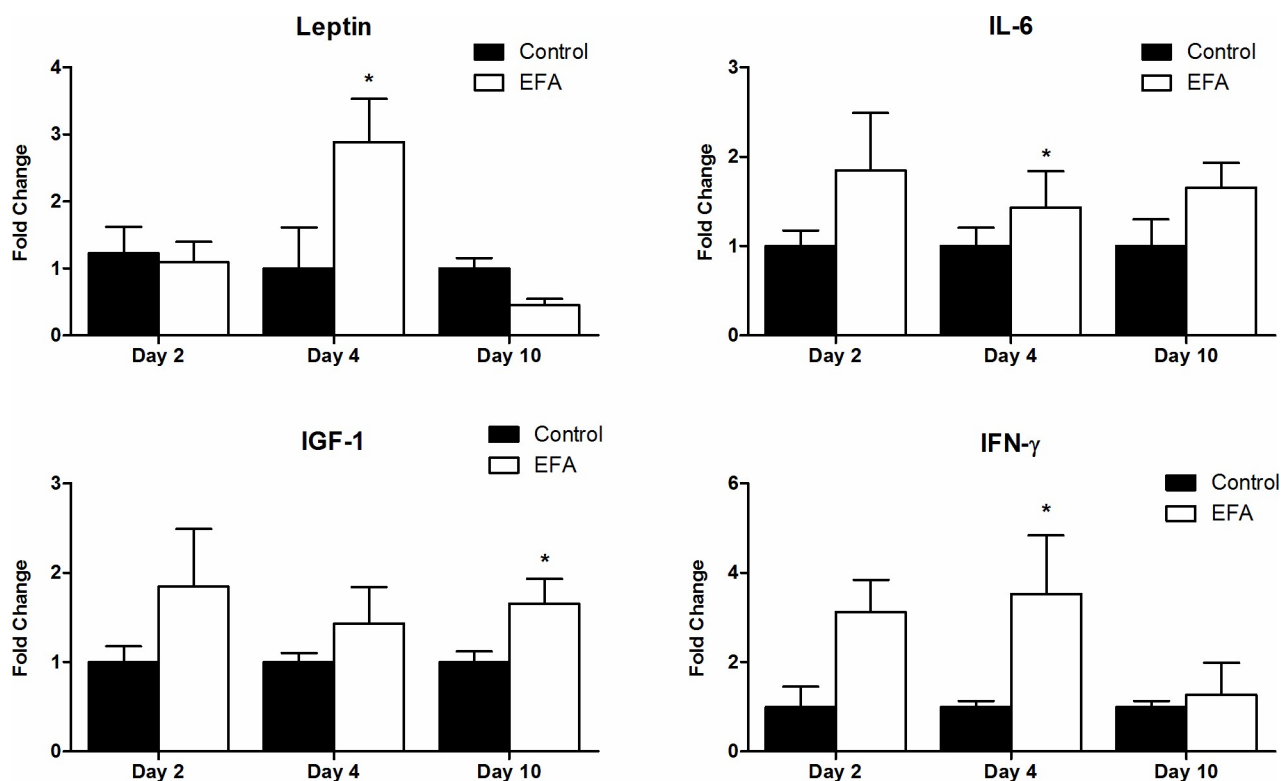 Leptin
Control
EFA
Fold Change
4
3
2
1
0
*
Day 2
Day 4
Day 10
IL-6
Control
EFA
Fold Change
3
2
1
0
*
Day 2
Day 4
Day 10
IGF-1
Control
EFA
Fold Change
3
2
1
0
*
Day 2
Day 4
Day 10
IFN-γ
Control
EFA
Fold Change
6
4
2
0
*
Day 2
Day 4
Day 10